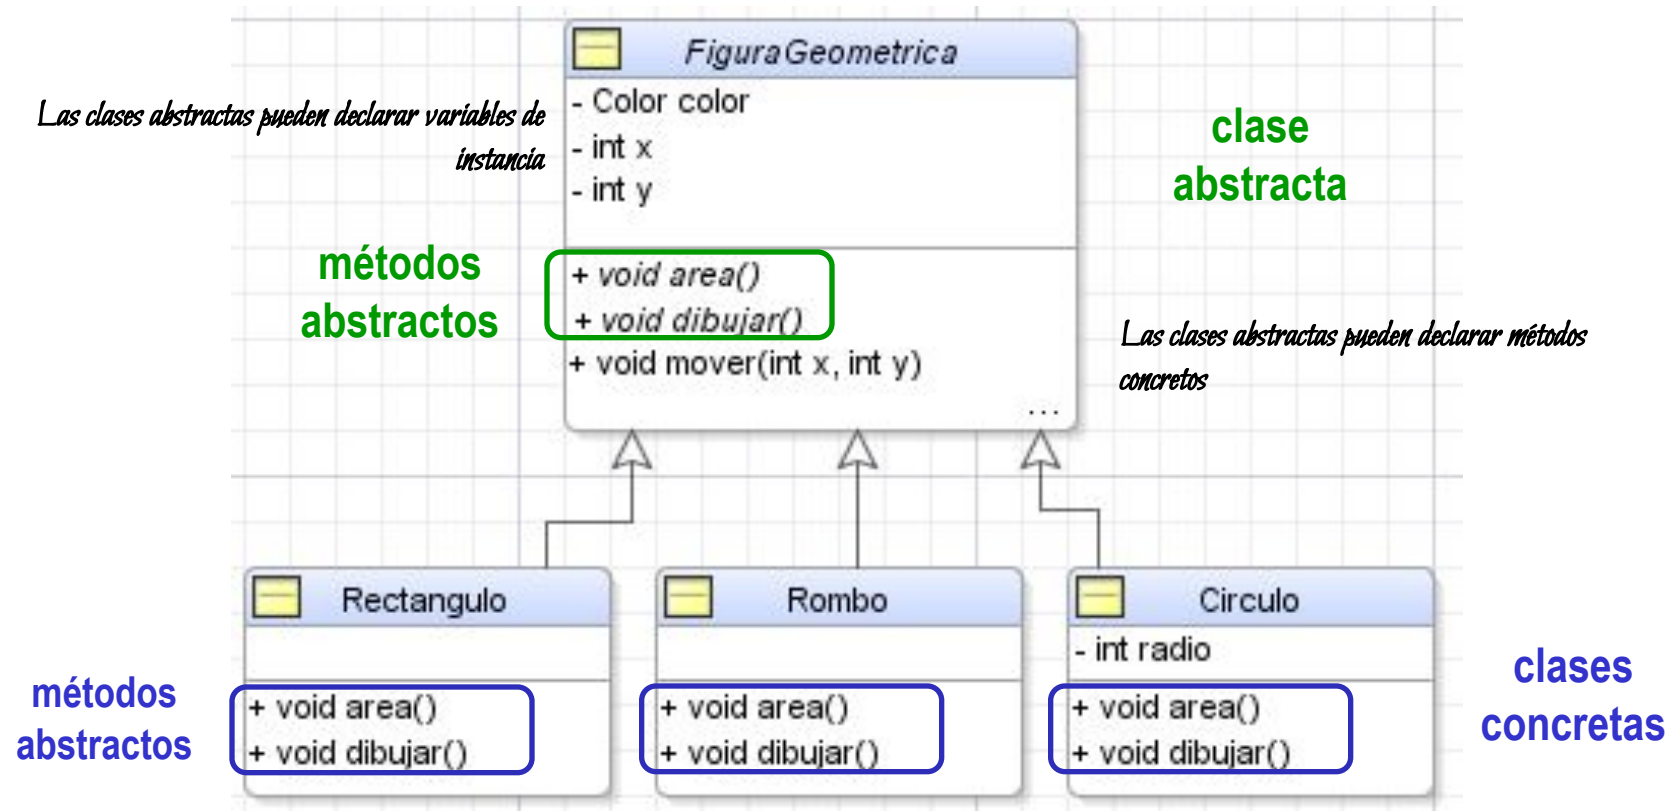 FiguraGeometrica
Las clases abstractas pueden declarar variables de
instancia
- Color color
- int x
- int y
clase
abstracta
métodos
abstractos
+ void area()
+ void dibujar()
+ void mover(int x, int y)
...
Las clases abstractas pueden declarar métodos
concretos
Rectangulo
+ void area()
+ void dibujar()
Rombo
+ void area()
+ void dibujar()
Circulo
- int radio
+ void area()
+ void dibujar()
métodos
abstractos
clases
concretas